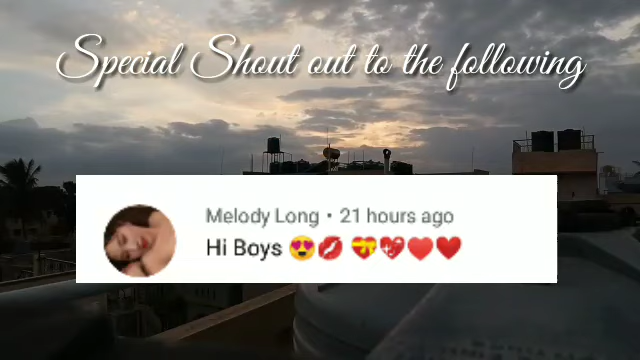 Special Shout out to the following
Melody Long • 21 hours ago
Hi Boys 😍💋 💝💖♥️❤️